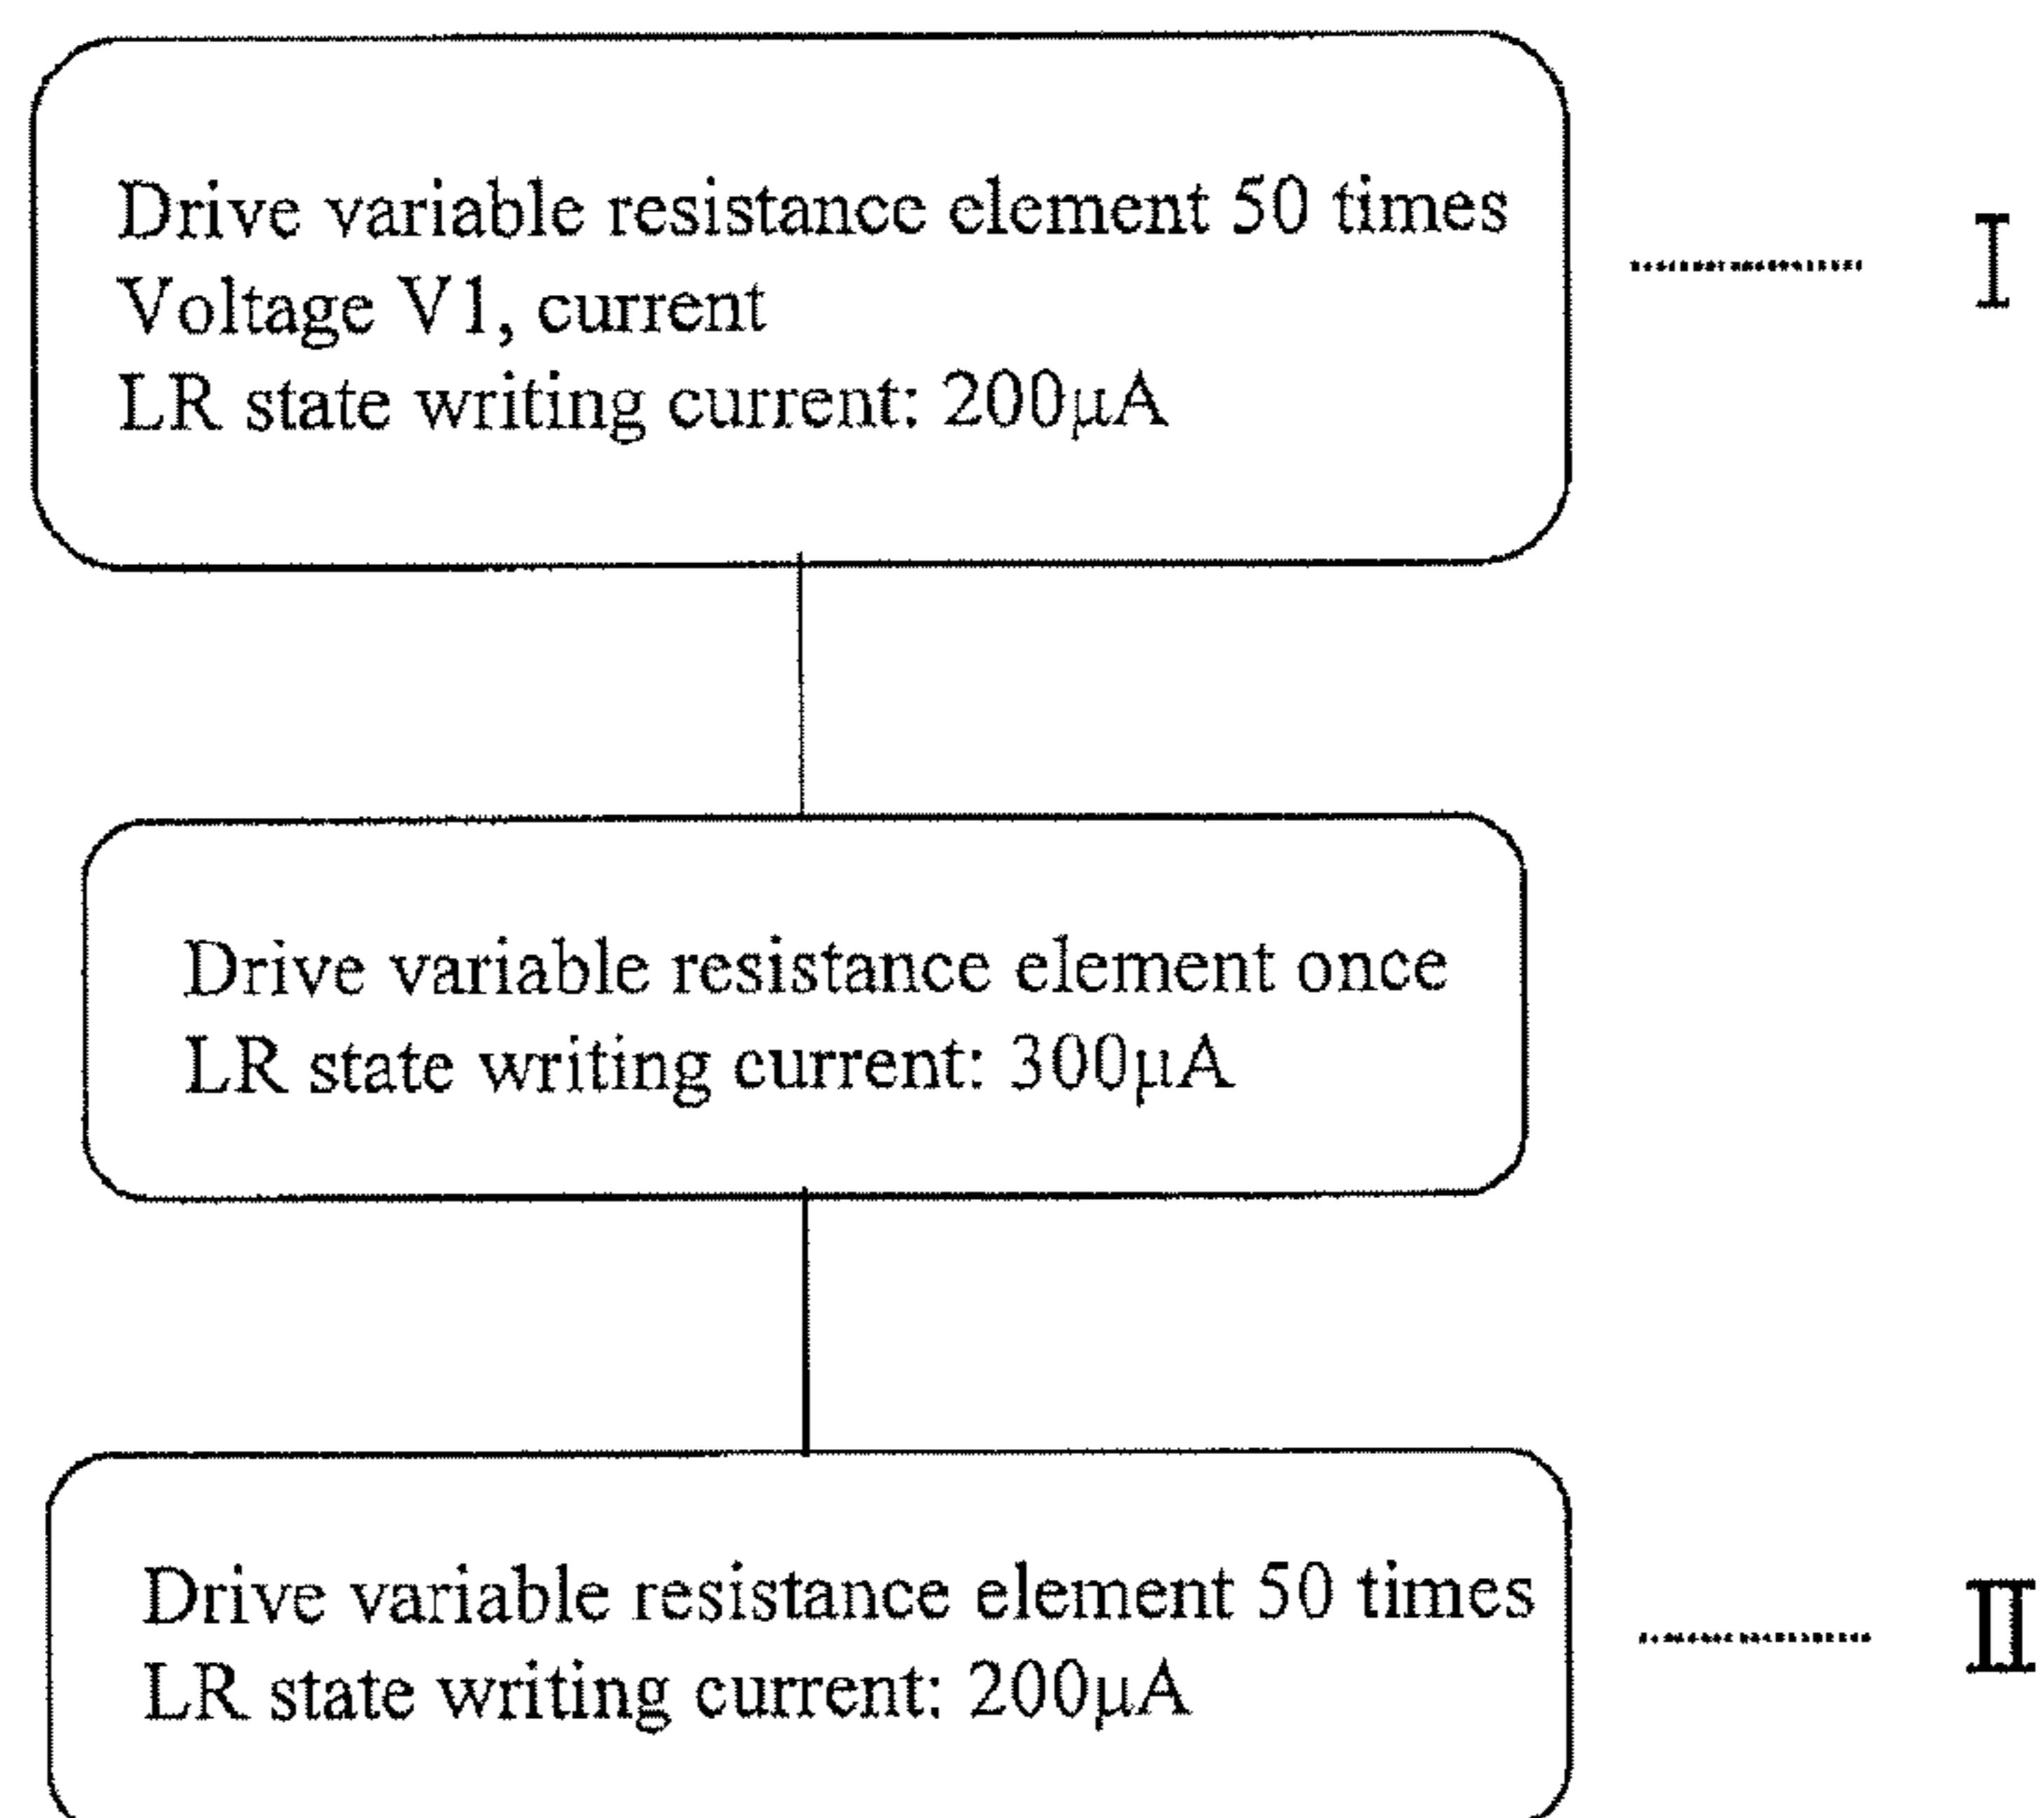 Drive variable resistance element 50 times
Voltage V1, current
LR state writing current: 200μA
I
Drive variable resistance element once
LR state writing current: 300μA
Drive variable resistance element 50 times
LR state writing current: 200μA
II